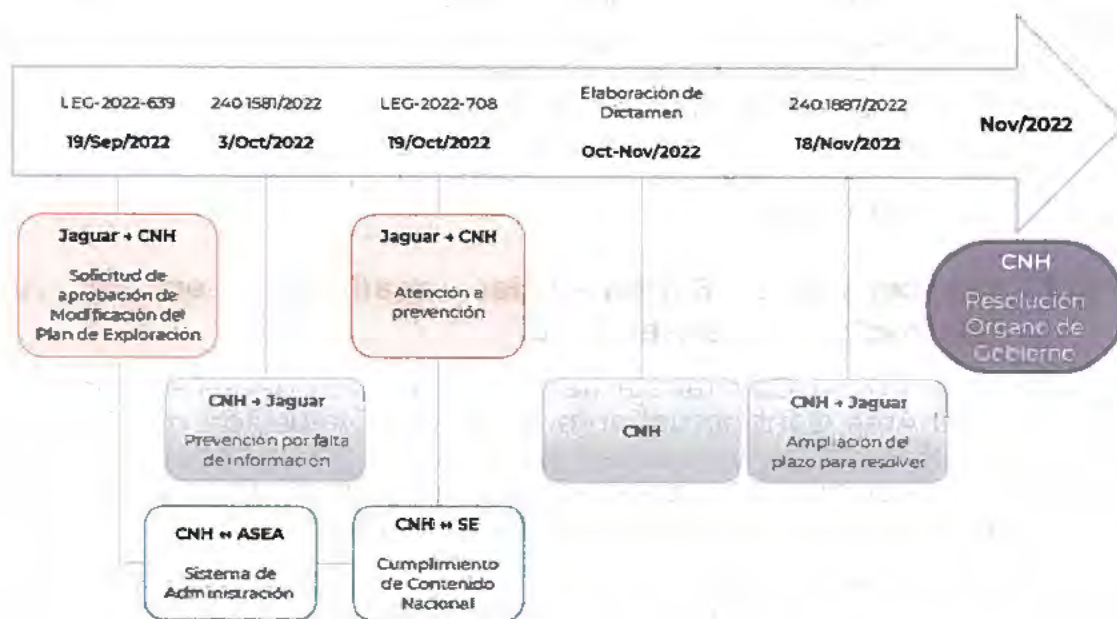 LEG-2022-639
19/Sep/2022
240.1581/2022
3/Oct/2022
LEG-2022-708
19/Oct/2022
Elaboración de
Dictamen
Oct-Nov/2022
240.1887/2022
18/Nov/2022
Nov/2022
Jaguar → CNH
Solicitud de
aprobación de
Modificación del
Plan de Exploración
Jaguar → CNH
Atención a
prevención
CNH
Resolución
Órgano de
Gobierno
CNH → Jaguar
Prevención por falta
de información
CNH
CNH → Jaguar
Ampliación del
plazo para resolver
CNH ↔ ASEA
Sistema de
Administración
CNH ↔ SE
Cumplimiento
de Contenido
Nacional